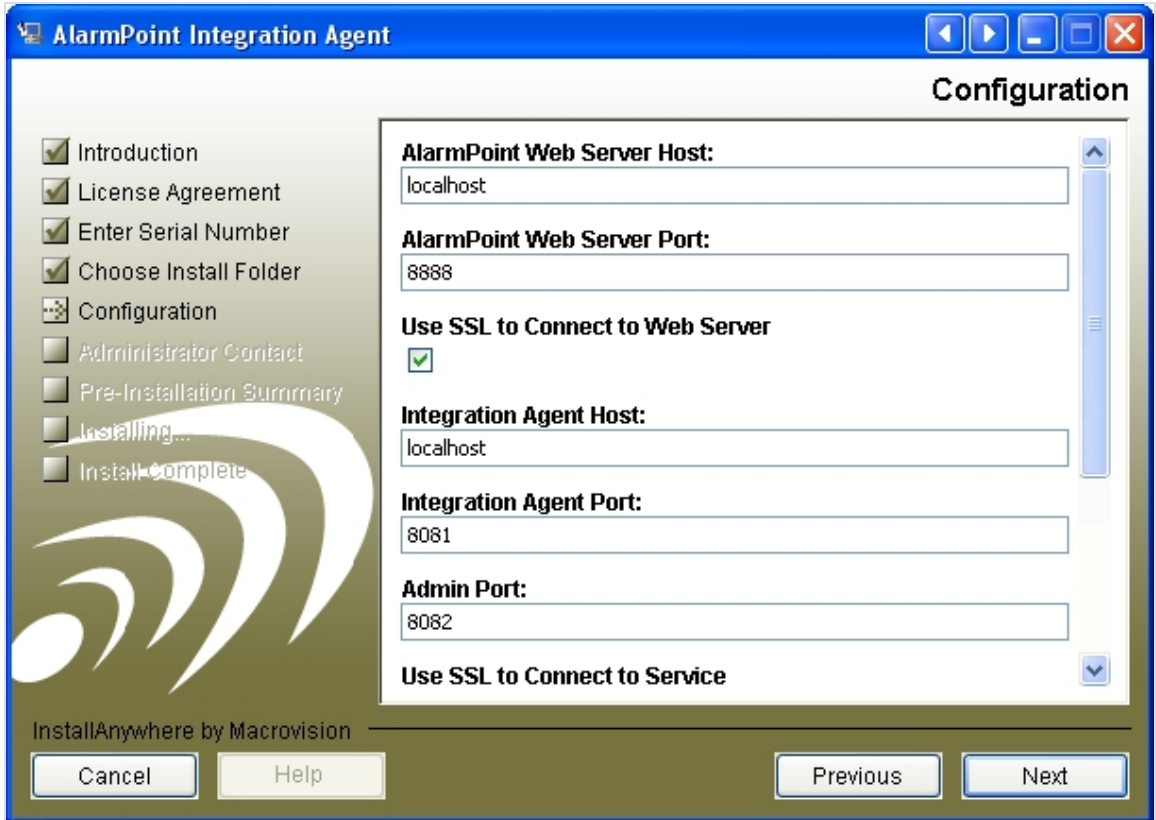 AlarmPoint Integration Agent
Configuration
Introduction
License Agreement
Enter Serial Number
Choose Install Folder
Configuration
Administrator Contact
Pre-Installation Summary
Installing...
Install Complete
AlarmPoint Web Server Host:
localhost
AlarmPoint Web Server Port:
8888
Use SSL to Connect to Web Server
Integration Agent Host:
localhost
Integration Agent Port:
8081
Admin Port:
8082
Use SSL to Connect to Service
InstallAnywhere by Macrovision
Cancel
Help
Previous
Next